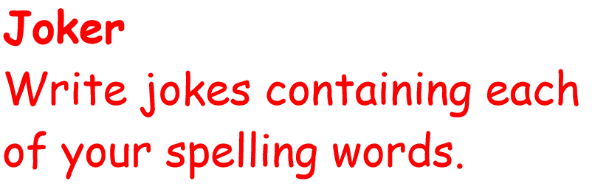 Joker
Write jokes containing each
of your spelling words.